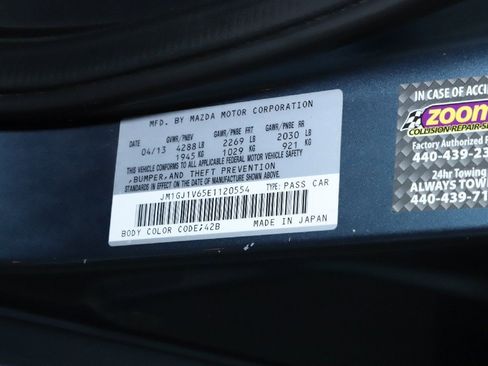 MFD. BY MAZDA MOTOR CORPORATION
DATE GVWR/PNBV GAWR/PNBE FRT GAWR/PNBE RR
04/13 4288 LB 2269 LB 2030 LB
1945 KG 1029 KG 921 KG
THIS VEHICLE CONFORMS TO ALL APPLICABLE FEDERAL MOTOR VEHICLE SAFETY
, BUMPER, AND THEFT PREVENTION
STANDARDS IN EFFECT ON THE DATE OF MANUFACTURE SHOWN ABOVE.
JM1GJ1V65E1120554 TYPE: PASS CAR
BODY COLOR CODE:42B MADE IN JAPAN
IN CASE OF ACCI
ZOOM
COLLISION·REPAIR·SE
Factory Authorized F
440-439-23
24hr Towing
ALWAYS TOW
440-439-71